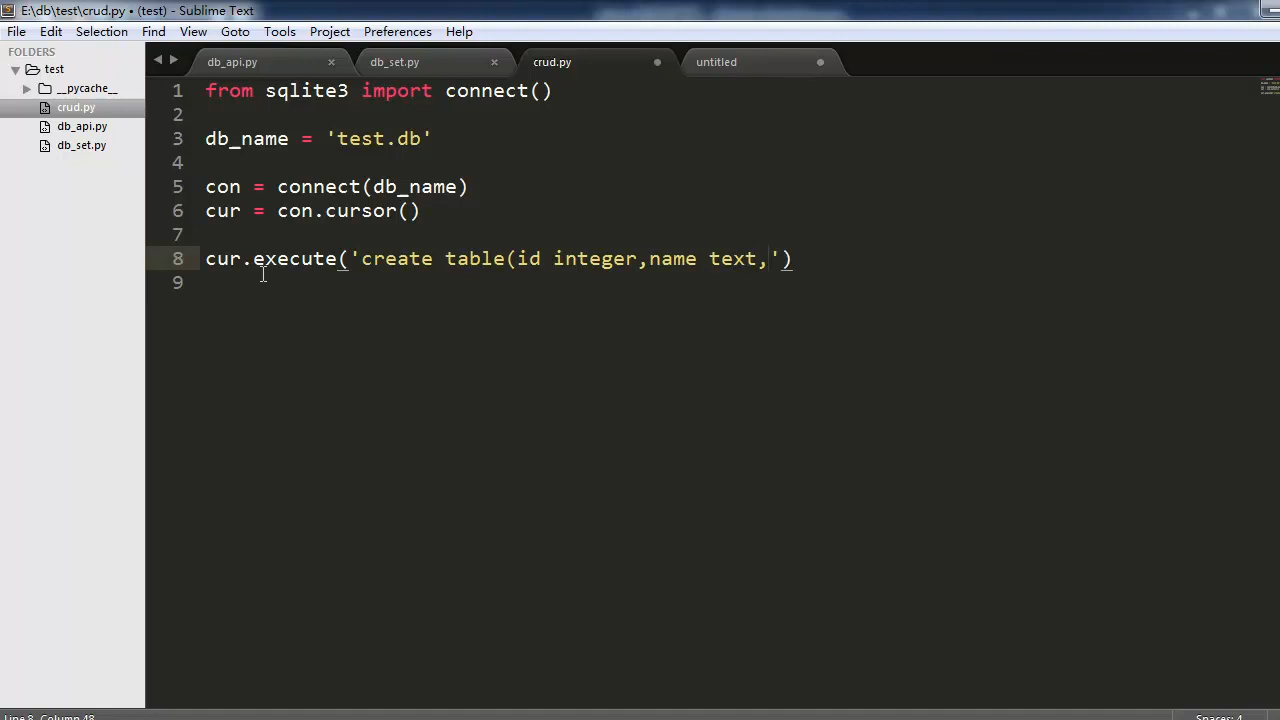 E:\db\test\crud.py • (test) - Sublime Text
File Edit Selection Find View Goto Tools Project Preferences Help
FOLDERS
test
__pycache__
crud.py
db_api.py
db_set.py
db_api.py × db_set.py × crud.py untitled
1 from sqlite3 import connect()
2
3 db_name = 'test.db'
4
5 con = connect(db_name)
6 cur = con.cursor()
7
8 cur.execute('create table(id integer,name text,')
9
Line 8, Column 48 Spaces: 4